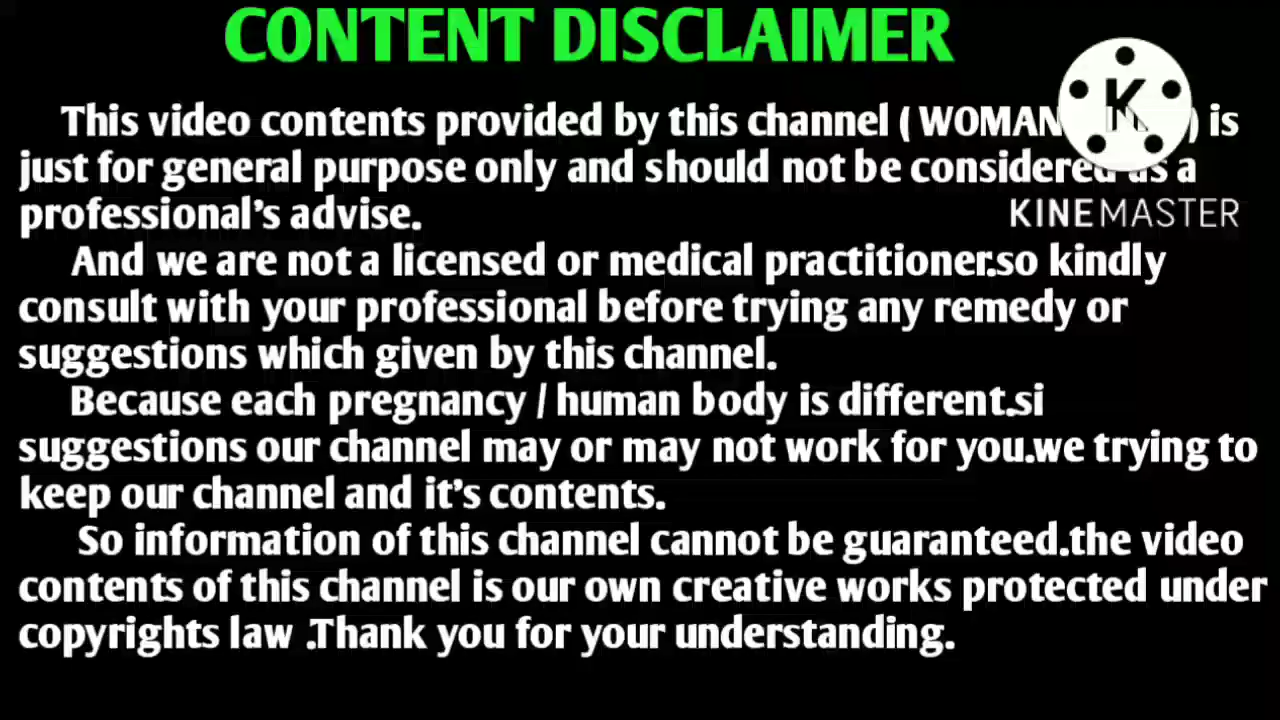 CONTENT DISCLAIMER
This video contents provided by this channel ( WOMAN ) is
just for general purpose only and should not be considered as a
professional's advise.
K
KINEMASTER
And we are not a licensed or medical practitioner.so kindly
consult with your professional before trying any remedy or
suggestions which given by this channel.
Because each pregnancy / human body is different.si
suggestions our channel may or may not work for you.we trying to
keep our channel and it's contents.
So information of this channel cannot be guaranteed.the video
contents of this channel is our own creative works protected under
copyrights law .Thank you for your understanding.